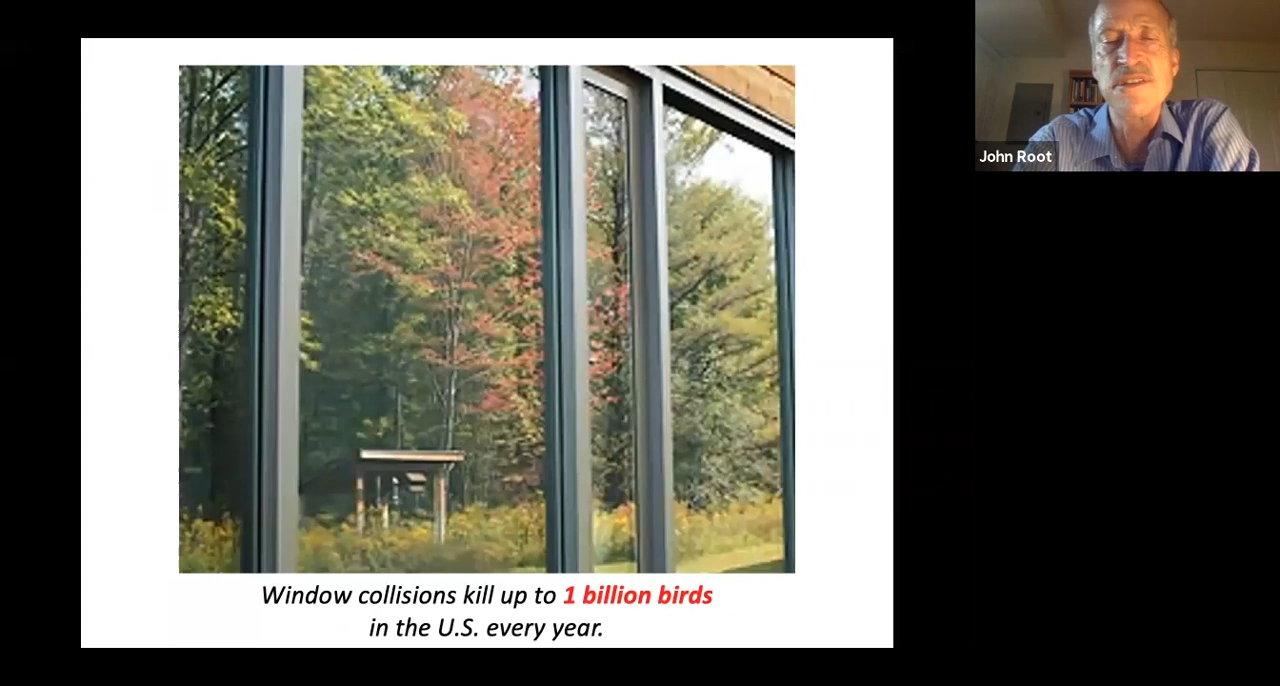 John Root
Window collisions kill up to 1 billion birds
in the U.S. every year.